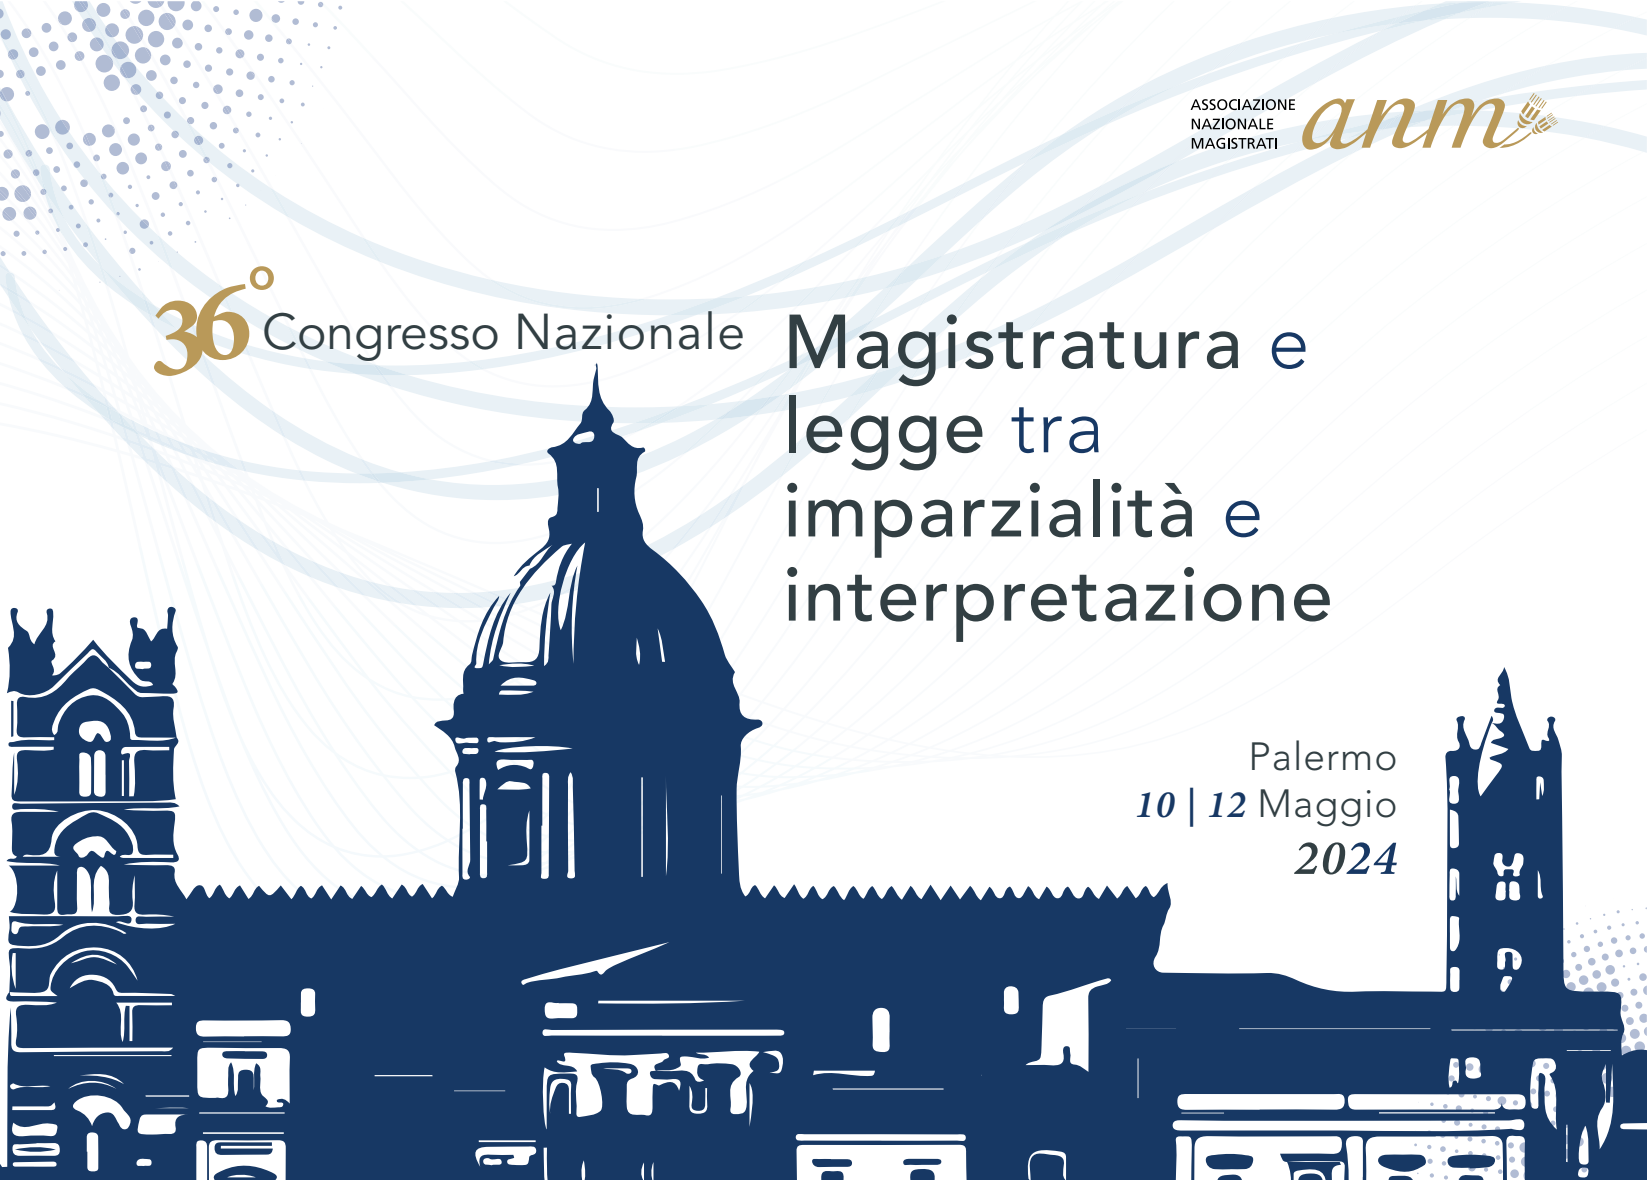 ASSOCIAZIONE
NAZIONALE
MAGISTRATI
anm
36° Congresso Nazionale
Magistratura e
legge tra
imparzialità e
interpretazione
Palermo
10 | 12 Maggio
2024